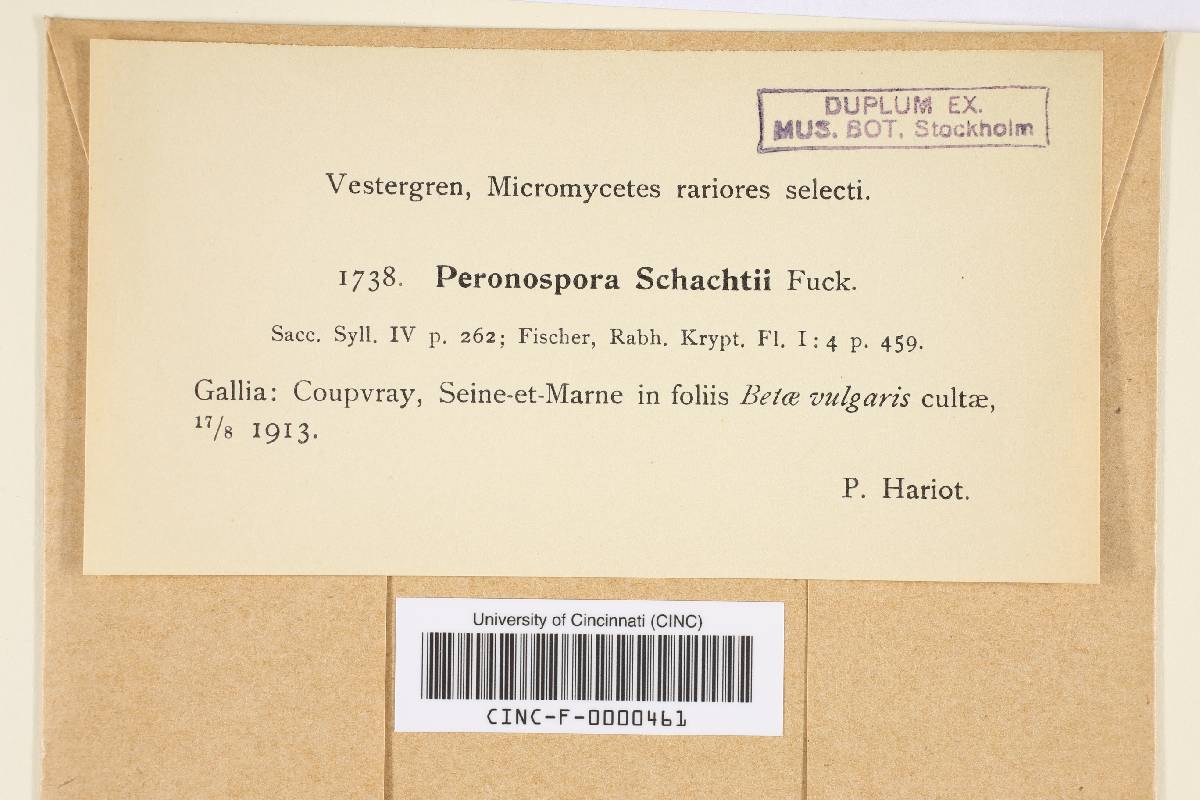 DUPLUM EX.
MUS. BOT. Stockholm
Vestergren, Micromycetes rariores selecti.
1738. Peronospora Schachtii Fuck.
Sacc. Syll. IV p. 262; Fischer, Rabh. Krypt. Fl. I: 4 p. 459.
Gallia: Coupvray, Seine-et-Marne in foliis Betæ vulgaris cultæ,
17/8 1913.
P. Hariot.
University of Cincinnati (CINC)
CINC-F-0000461